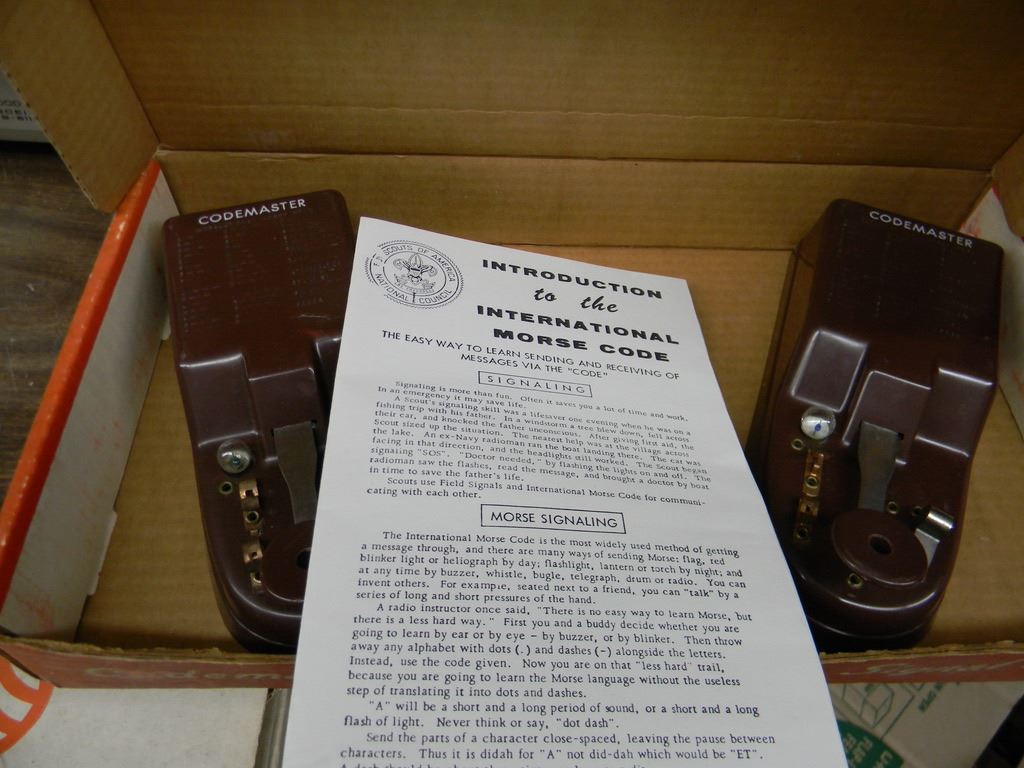 CODEMASTER
CODEMASTER
SCOUTS OF AMERICA
NATIONAL COUNCIL
INTRODUCTION
to the
INTERNATIONAL
MORSE CODE
THE EASY WAY TO LEARN SENDING AND RECEIVING OF
MESSAGES VIA THE "CODE"
SIGNALING
Signaling is more than fun. Often it saves you a lot of time and work.
In an emergency it may save life.
A Scout's signaling skill was a lifesaver one evening when he was on a
fishing trip with his father. In a windstorm a tree blew down, fell across
their car, and knocked the father unconscious. After giving first aid, the
Scout sized up the situation. The nearest help was at the village across
the lake. An ex-Navy radioman ran the boat landing there. The car was
facing in that direction, and the headlights still worked. The Scout began
signaling "SOS". "Doctor needed," by flashing the lights on and off. The
radioman saw the flashes, read the message, and brought a doctor by boat
in time to save the father's life.
Scouts use Field Signals and International Morse Code for communi-
cating with each other.
MORSE SIGNALING
The International Morse Code is the most widely used method of getting
a message through, and there are many ways of sending Morse: flag, red
blinker light or heliograph by day; flashlight, lantern or torch by night; and
at any time by buzzer, whistle, bugle, telegraph, drum or radio. You can
invent others. For example, seated next to a friend, you can "talk" by a
series of long and short pressures of the hand.
A radio instructor once said, "There is no easy way to learn Morse, but
there is a less hard way." First you and a buddy decide whether you are
going to learn by ear or by eye - by buzzer, or by blinker. Then throw
away any alphabet with dots (.) and dashes (-) alongside the letters.
Instead, use the code given. Now you are on that "less hard" trail,
because you are going to learn the Morse language without the useless
step of translating it into dots and dashes.
"A" will be a short and a long period of sound, or a short and a long
flash of light. Never think or say, "dot dash".
Send the parts of a character close-spaced, leaving the pause between
characters. Thus it is didah for "A" not did-dah which would be "ET".